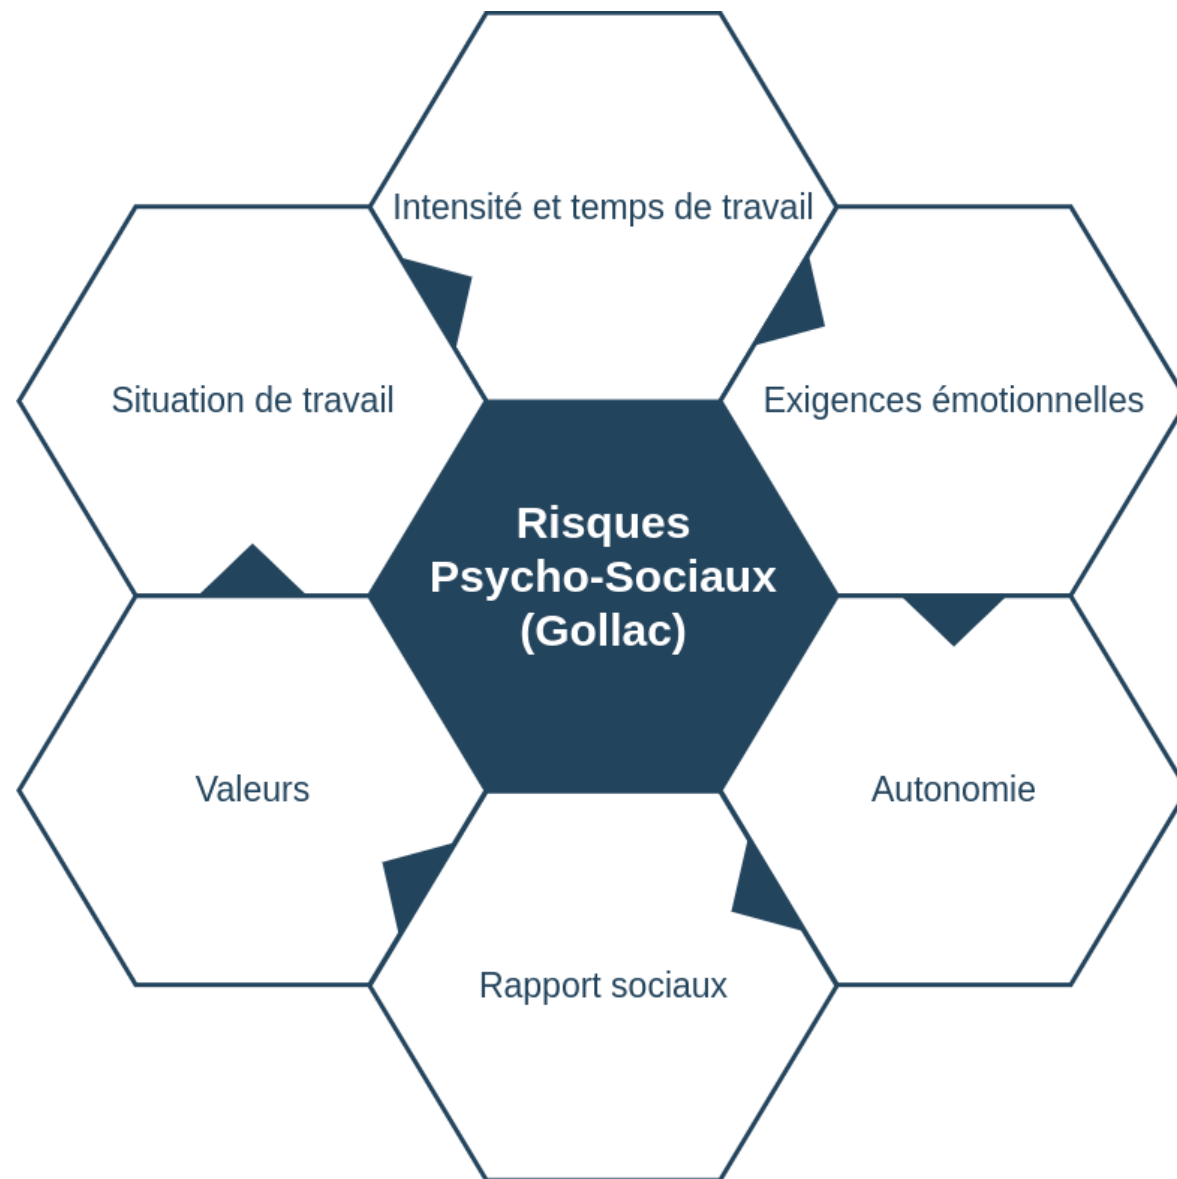 Intensité et temps de travail
Situation de travail
Exigences émotionnelles
Risques
Psycho-Sociaux
(Gollac)
Valeurs
Autonomie
Rapport sociaux